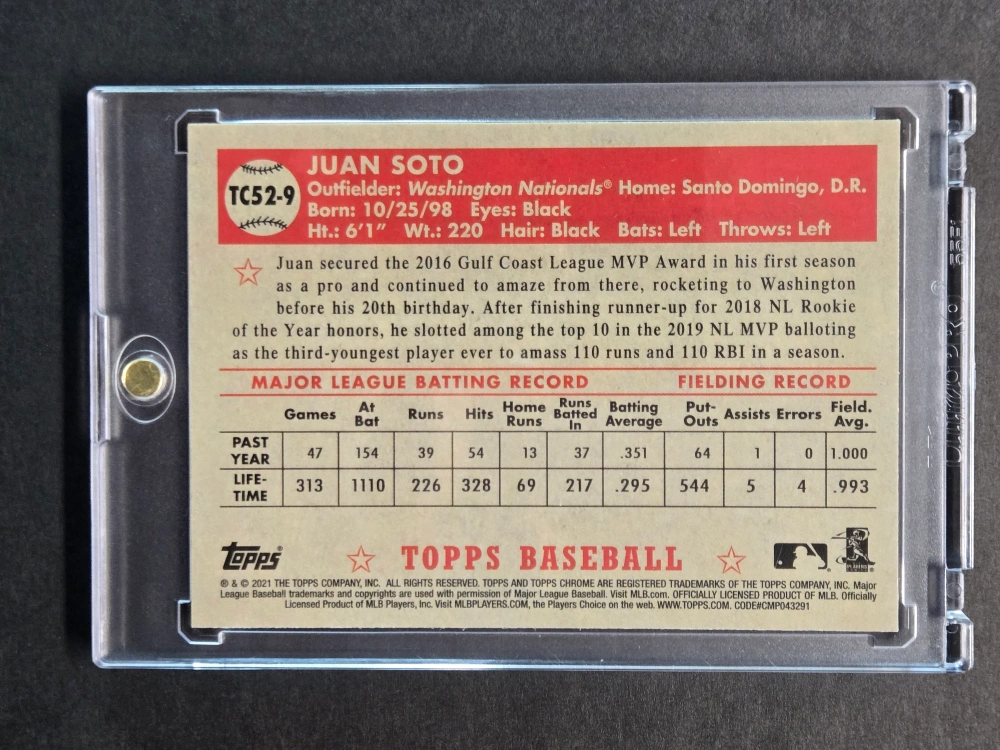 TC52-9
JUAN SOTO
Outfielder: Washington Nationals® Home: Santo Domingo, D.R.
Born: 10/25/98 Eyes: Black
Ht.: 6'1" Wt.: 220 Hair: Black Bats: Left Throws: Left
Juan secured the 2016 Gulf Coast League MVP Award in his first season
as a pro and continued to amaze from there, rocketing to Washington
before his 20th birthday. After finishing runner-up for 2018 NL Rookie
of the Year honors, he slotted among the top 10 in the 2019 NL MVP balloting
as the third-youngest player ever to amass 110 runs and 110 RBI in a season.
MAJOR LEAGUE BATTING RECORD FIELDING RECORD
Games At Bat Runs Hits Home Runs Runs Batted In Batting Average Put-Outs Assists Errors Field. Avg.
PAST YEAR 47 154 39 54 13 37 .351 64 1 0 1.000
LIFE-TIME 313 1110 226 328 69 217 .295 544 5 4 .993
Topps® TOPPS BASEBALL
® & © 2021 THE TOPPS COMPANY, INC. ALL RIGHTS RESERVED. TOPPS AND TOPPS CHROME ARE REGISTERED TRADEMARKS OF THE TOPPS COMPANY, INC. Major
League Baseball trademarks and copyrights are used with permission of Major League Baseball. Visit MLB.com. OFFICIALLY LICENSED PRODUCT OF MLB. Officially
Licensed Product of MLB Players, Inc. Visit MLBPLAYERS.COM, the Players Choice on the web. WWW.TOPPS.COM. CODE#CMP043291